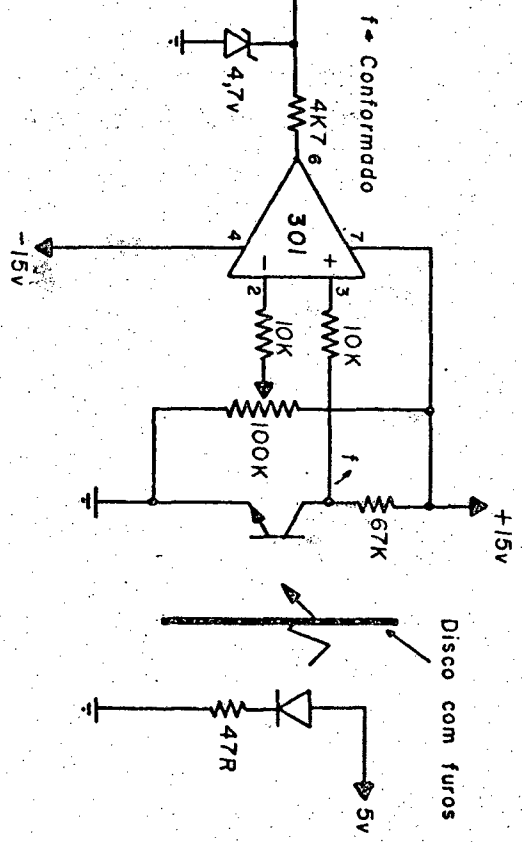 f → Conformado
4,7v
4K7
6
301
7
4
+
-
3
2
-15v
10K
10K
100K
f
67K
+15v
Disco com furos
47R
5v